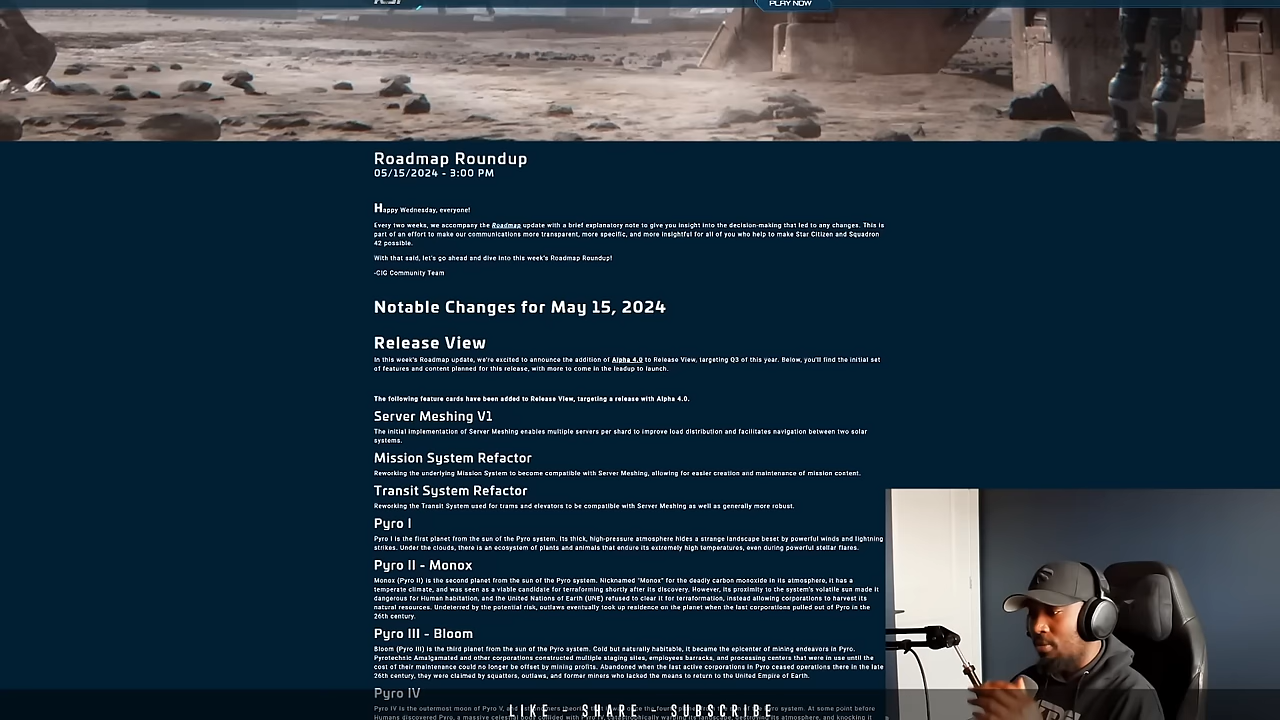 RSI
PLAY NOW
Roadmap Roundup
05/15/2024 - 3:00 PM
Happy Wednesday, everyone!
Every two weeks, we accompany the Roadmap update with a brief explanatory note to give you insight into the decision-making that led to any changes. This is
part of an effort to make our communications more transparent, more specific, and more insightful for all of you who help to make Star Citizen and Squadron
42 possible.
With that said, let's go ahead and dive into this week's Roadmap Roundup!
-CIG Community Team
Notable Changes for May 15, 2024
Release View
In this week's Roadmap update, we're excited to announce the addition of Alpha 4.0 to Release View, targeting Q3 of this year. Below, you'll find the initial set
of features and content planned for this release, with more to come in the leadup to launch.
The following feature cards have been added to Release View, targeting a release with Alpha 4.0.
Server Meshing V1
The initial implementation of Server Meshing enables multiple servers per shard to improve load distribution and facilitates navigation between two solar
systems.
Mission System Refactor
Reworking the underlying Mission System to become compatible with Server Meshing, allowing for easier creation and maintenance of mission content.
Transit System Refactor
Reworking the Transit System used for trams and elevators to be compatible with Server Meshing as well as generally more robust.
Pyro I
Pyro I is the first planet from the sun of the Pyro system. Its thick, high-pressure atmosphere hides a strange landscape beset by powerful winds and lightning
strikes. Under the clouds, there is an ecosystem of plants and animals that endure its extremely high temperatures, even during powerful stellar flares.
Pyro II - Monox
Monox (Pyro II) is the second planet from the sun of the Pyro system. Nicknamed "Monox" for the deadly carbon monoxide in its atmosphere, it has a
temperate climate, and was seen as a viable candidate for terraforming shortly after its discovery. However, its proximity to the system's volatile sun made it
dangerous for Human habitation, and the United Nations of Earth (UNE) refused to clear it for terraformation, instead allowing corporations to harvest its
natural resources. Undeterred by the potential risk, outlaws eventually took up residence on the planet when the last corporations pulled out of Pyro in the
26th century.
Pyro III - Bloom
Bloom (Pyro III) is the third planet from the sun of the Pyro system. Cold but naturally habitable, it became the epicenter of mining endeavors in Pyro.
Pyrotechnic Amalgamated and other corporations constructed multiple staging sites, employees barracks, and processing centers that were in use until the
cost of their maintenance could no longer be offset by mining profits. Abandoned when the last active corporations in Pyro ceased operations there in the late
26th century, they were claimed by squatters, outlaws, and former miners who lacked the means to return to the United Empire of Earth.
Pyro IV
Pyro IV is the outermost moon of Pyro V, and system. At some point before
Humans discovered Pyro, a massive celestial its atmosphere, and knocking it
LIKE - SHARE - SUBSCRIBE